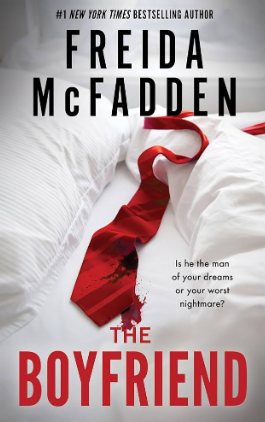 #1 NEW YORK TIMES BESTSELLING AUTHOR
FREIDA
McFADDEN
Is he the man
of your dreams
or your worst
nightmare?
THE
BOYFRIEND